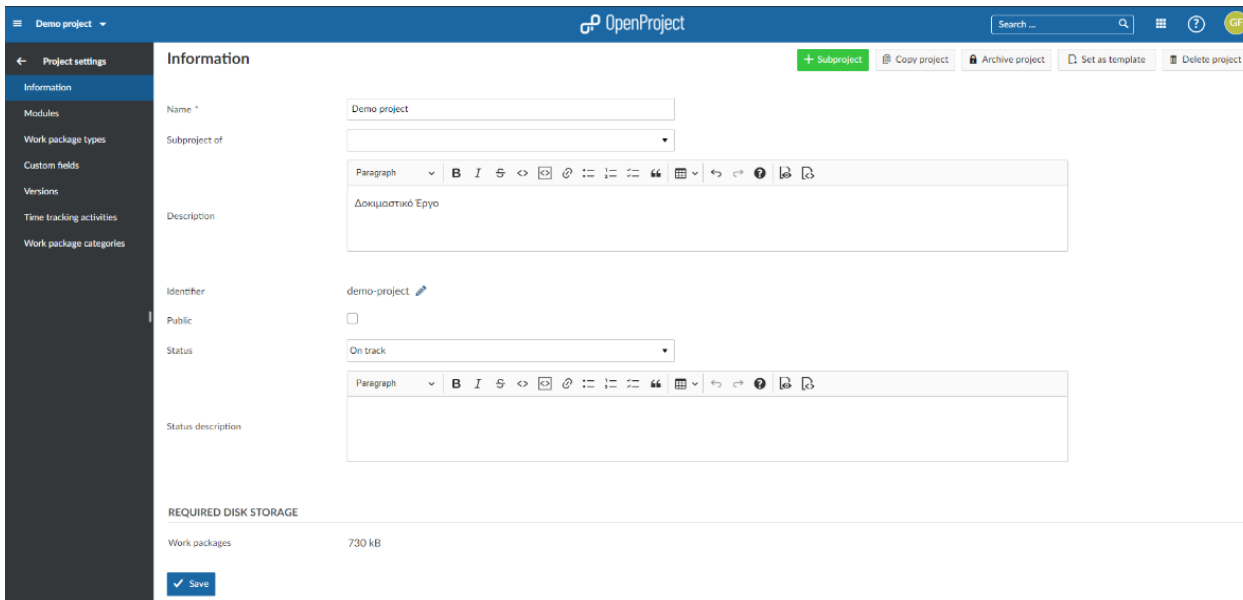 Demo project
OpenProject
Search ...
GF
Project settings
Information
Modules
Work package types
Custom fields
Versions
Time tracking activities
Work package categories
Information
+ Subproject
Copy project
Archive project
Set as template
Delete project
Name *
Demo project
Subproject of
Paragraph
Description
Δοκιμαστικό Έργο
Identifier
demo-project
Public
Status
On track
Paragraph
Status description
REQUIRED DISK STORAGE
Work packages
730 kB
Save